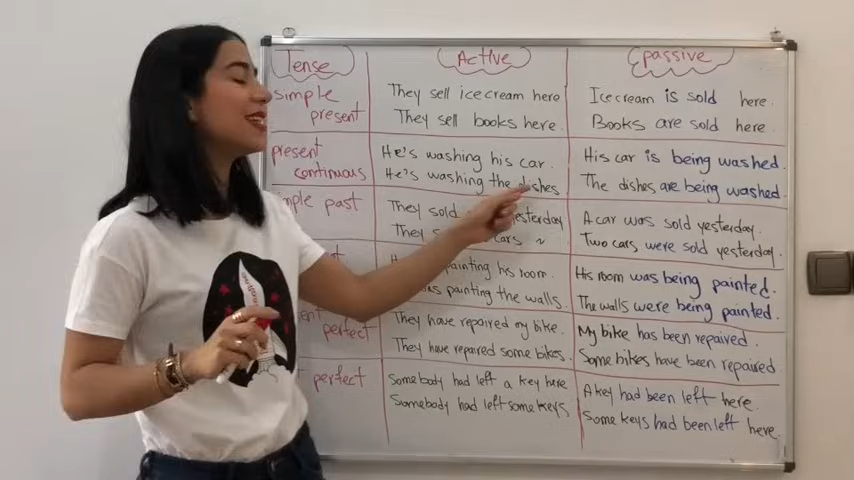 Tense
Active
Passive
simple
present
They sell icecream here
They sell books here.
Icecream is sold here.
Books are sold here.
present
continuous
He's washing his car.
He's washing the dishes
His car is being washed.
The dishes are being washed.
simple past
They sold yesterday
They cars ~
A car was sold yesterday.
Two cars were sold yesterday.
painting his room.
was painting the walls.
His room was being painted.
The walls were being painted.
perfect
They have repaired my bike.
They have repaired some bikes.
My bike has been repaired.
Some bikes have been repaired.
perfect
Somebody had left a key here
Somebody had left some keys
A key had been left here.
Some keys had been left here.